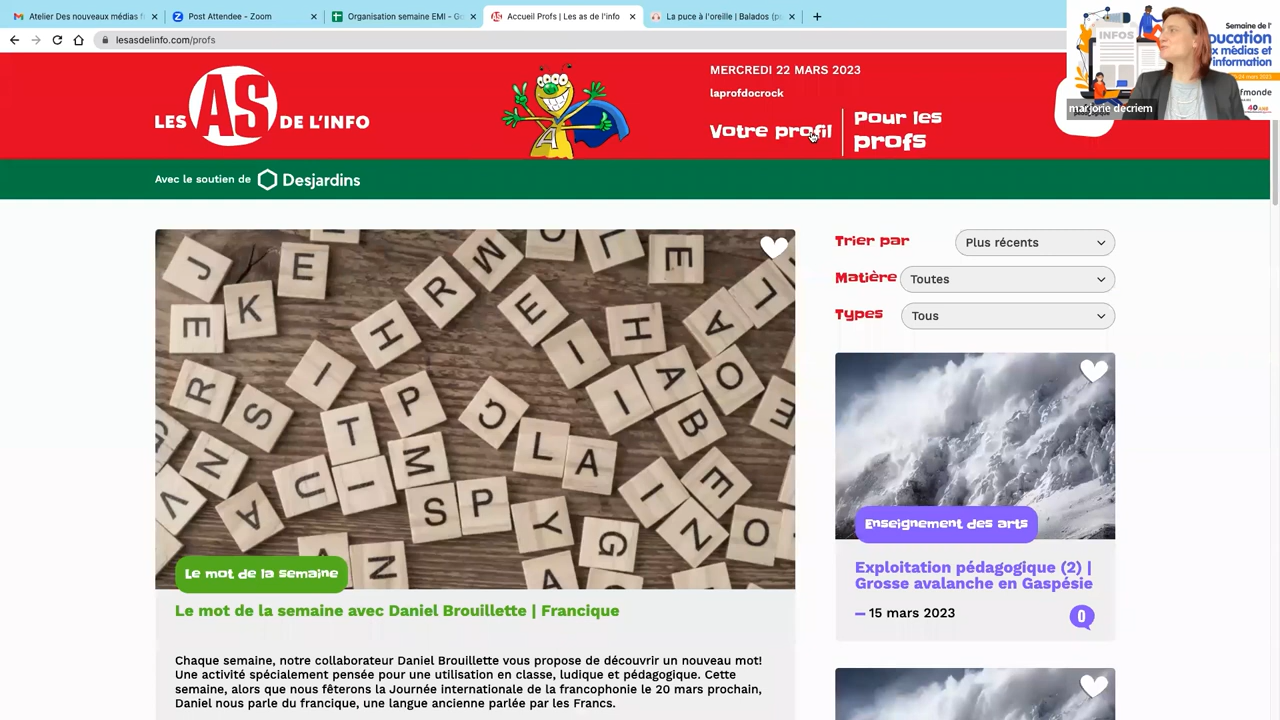 Atelier Des nouveaux médias
Post Attendee - Zoom
Organisation semaine EMI - G
Accueil Profs | Les as de l'info
La puce à l'oreille | Balados (p
lesasdelinfo.com/profs
INFOS
Semaine de l'
ducation
x médias et
information
marjorie decriem
LES AS DE L'INFO
MERCREDI 22 MARS 2023
laprofdocrock
Votre profil
Pour les
profs
Avec le soutien de Desjardins
Trier par Plus récents
Matière Toutes
Types Tous
Le mot de la semaine
Le mot de la semaine avec Daniel Brouillette | Francique
Chaque semaine, notre collaborateur Daniel Brouillette vous propose de découvrir un nouveau mot!
Une activité spécialement pensée pour une utilisation en classe, ludique et pédagogique. Cette
semaine, alors que nous fêterons la Journée internationale de la francophonie le 20 mars prochain,
Daniel nous parle du francique, une langue ancienne parlée par les Francs.
Enseignement des arts
Exploitation pédagogique (2) |
Grosse avalanche en Gaspésie
15 mars 2023
0